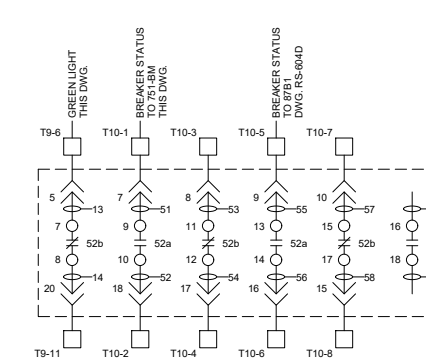 GREEN LIGHT
THIS DWG.
BREAKER STATUS
TO 751-BM
THIS DWG.
BREAKER STATUS
TO 87B1
DWG. RS-604D
T9-6 T10-1 T10-3 T10-5 T10-7
5 7 8 9 10
13 51 53 55 57
7 9 11 13 15 16
52b 52a 52b 52a 52b
8 10 12 14 17 18
14 52 54 56 58
20 18 17 16 15
T9-11 T10-2 T10-4 T10-6 T10-8